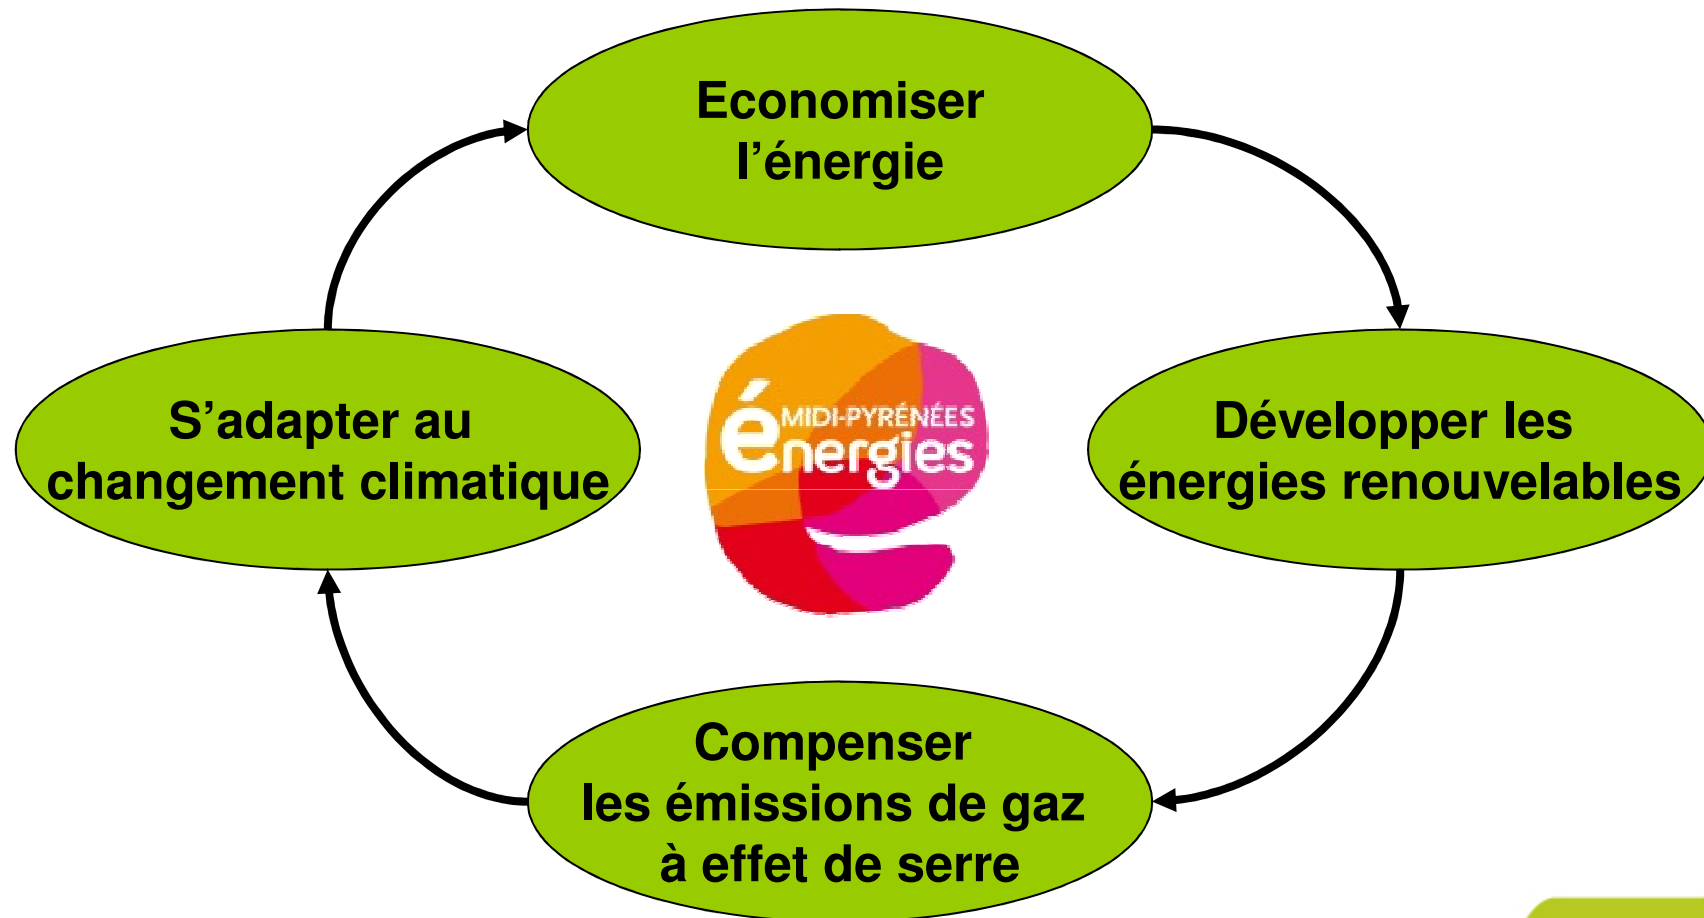 Economiser
l’énergie
S’adapter au
changement climatique
MIDI-PYRÉNÉES
énergies
Développer les
énergies renouvelables
Compenser
les émissions de gaz
à effet de serre